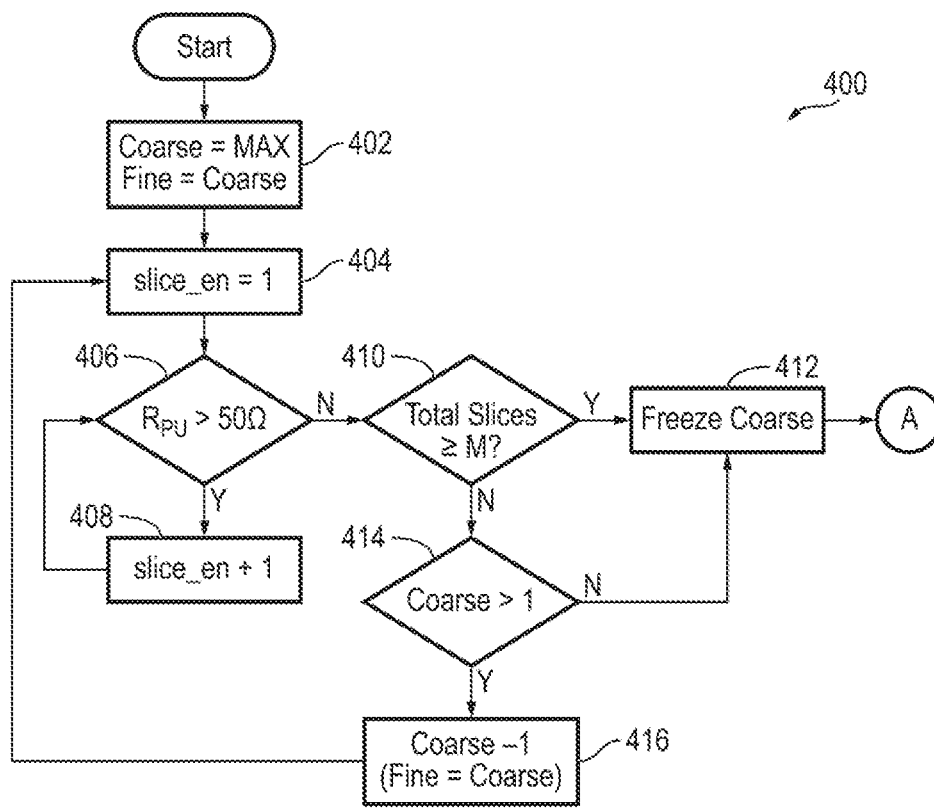 Start
400
Coarse = MAX
Fine = Coarse
402
slice_en = 1
404
406
R_PU > 50Ω
Y
N
408
slice_en + 1
410
Total Slices
≥ M?
Y
N
412
Freeze Coarse
A
414
Coarse > 1
N
Y
Coarse –1
(Fine = Coarse)
416